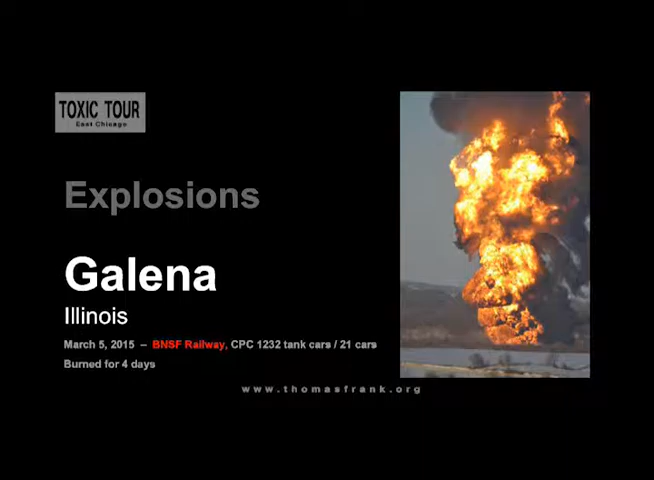 TOXIC TOUR
East Chicago
Explosions
Galena
Illinois
March 5, 2015 – BNSF Railway, CPC 1232 tank cars / 21 cars
Burned for 4 days
www.thomasfrank.org